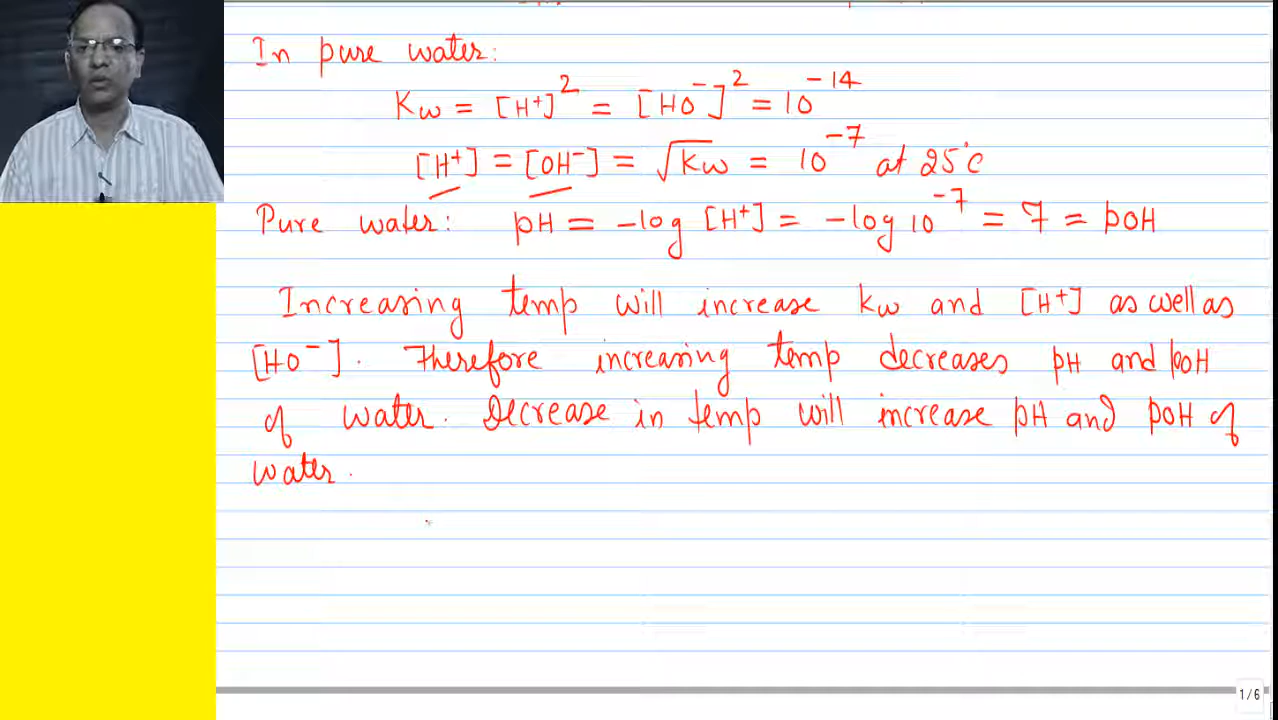 In pure water:
Kw = [H+]² = [HO⁻]² = 10⁻¹⁴
[H+] = [OH⁻] = √Kw = 10⁻⁷ at 25°C
Pure water: pH = -log [H+] = -log 10⁻⁷ = 7 = pOH
Increasing temp will increase Kw and [H+] as well as
[HO⁻]. Therefore increasing temp decreases pH and pOH
of water. Decrease in temp will increase pH and pOH of
water.
1/6